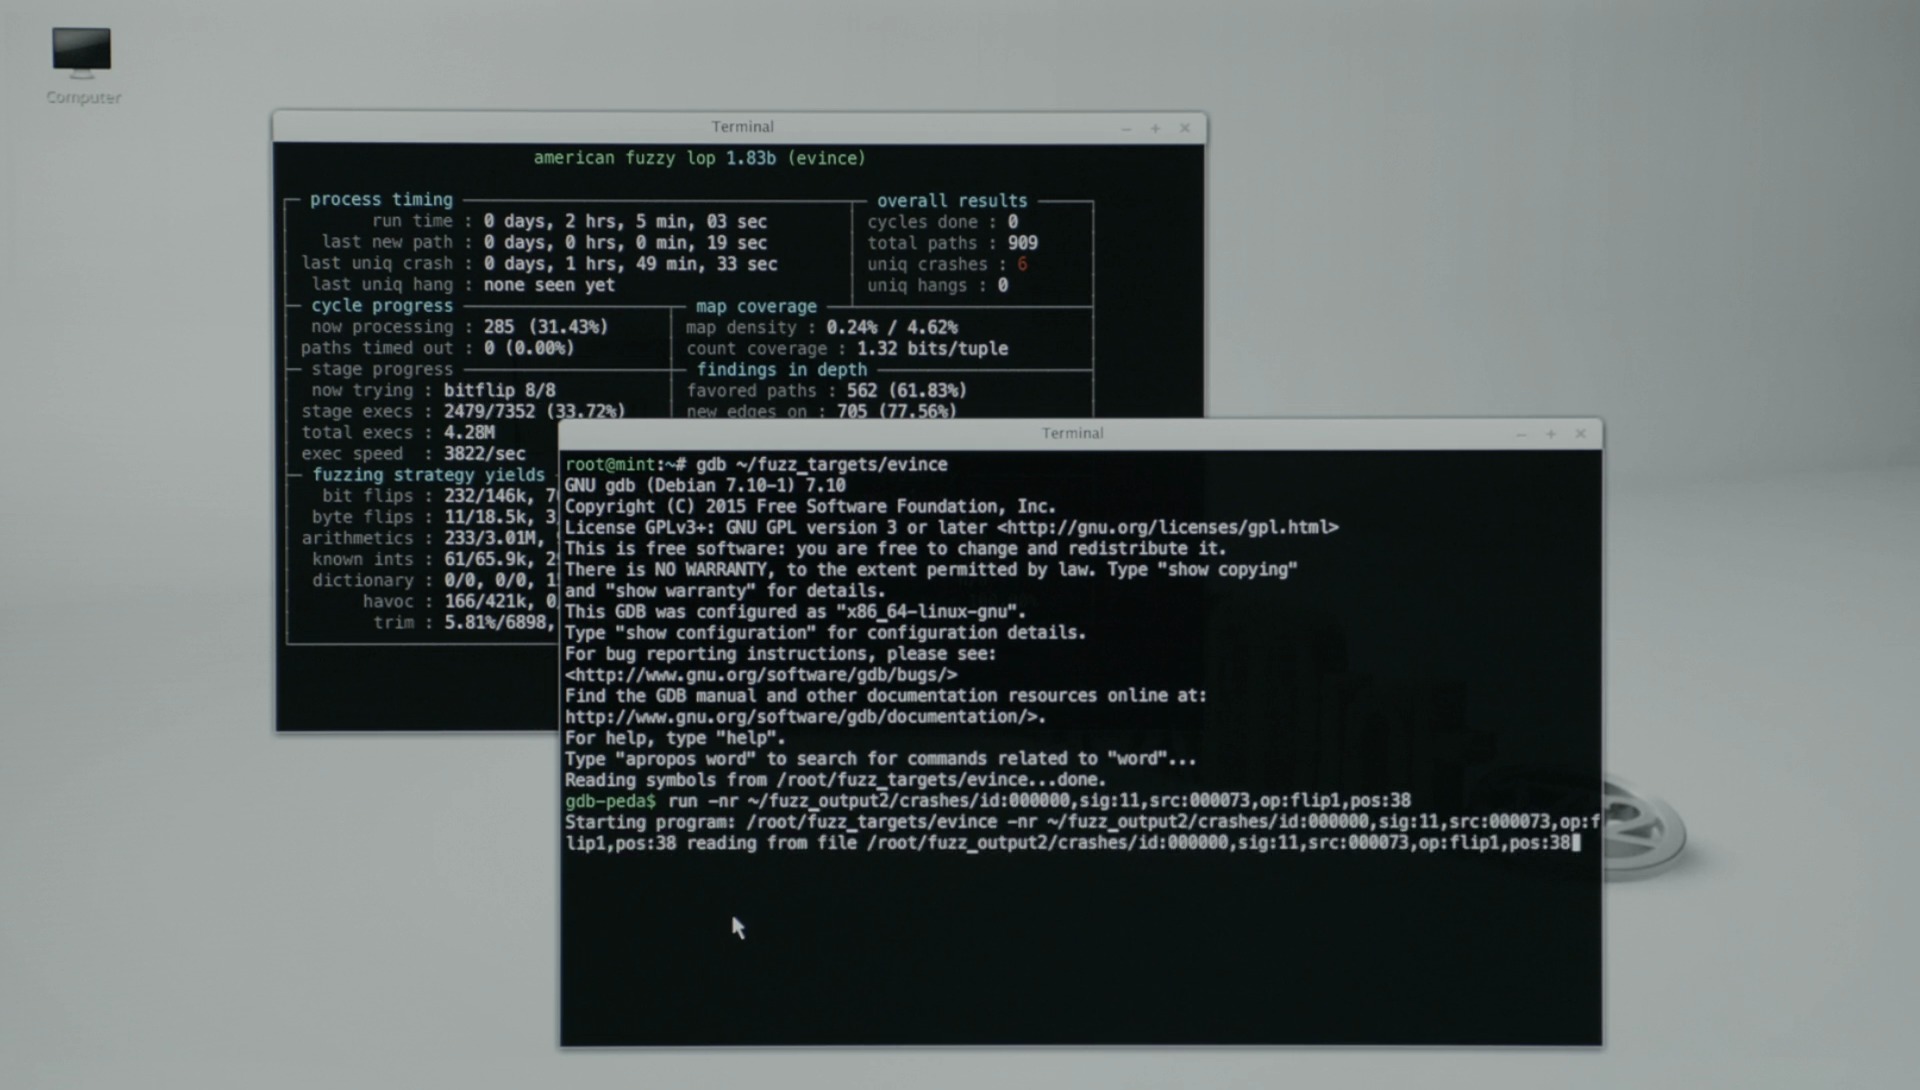 Computer
Terminal
american fuzzy lop 1.83b (evince)
process timing
run time : 0 days, 2 hrs, 5 min, 03 sec
last new path : 0 days, 0 hrs, 0 min, 19 sec
last uniq crash : 0 days, 1 hrs, 49 min, 33 sec
last uniq hang : none seen yet
overall results
cycles done : 0
total paths : 909
uniq crashes : 6
uniq hangs : 0
cycle progress
now processing : 285 (31.43%)
paths timed out : 0 (0.00%)
map coverage
map density : 0.24% / 4.62%
count coverage : 1.32 bits/tuple
stage progress
now trying : bitflip 8/8
stage execs : 2479/7352 (33.72%)
total execs : 4.28M
exec speed : 3822/sec
findings in depth
favored paths : 562 (61.83%)
new edges on : 705 (77.56%)
fuzzing strategy yields
bit flips : 232/146k,
byte flips : 11/18.5k, 3
arithmetics : 233/3.01M,
known ints : 61/65.9k, 2
dictionary : 0/0, 0/0, 1
havoc : 166/421k, 0
trim : 5.81%/6898,
Terminal
root@mint:~# gdb ~/fuzz_targets/evince
GNU gdb (Debian 7.10-1) 7.10
Copyright (C) 2015 Free Software Foundation, Inc.
License GPLv3+: GNU GPL version 3 or later <http://gnu.org/licenses/gpl.html>
This is free software: you are free to change and redistribute it.
There is NO WARRANTY, to the extent permitted by law. Type "show copying"
and "show warranty" for details.
This GDB was configured as "x86_64-linux-gnu".
Type "show configuration" for configuration details.
For bug reporting instructions, please see:
<http://www.gnu.org/software/gdb/bugs/>
Find the GDB manual and other documentation resources online at:
http://www.gnu.org/software/gdb/documentation/>.
For help, type "help".
Type "apropos word" to search for commands related to "word"...
Reading symbols from /root/fuzz_targets/evince...done.
gdb-peda$ run -nr ~/fuzz_output2/crashes/id:000000,sig:11,src:000073,op:flip1,pos:38
Starting program: /root/fuzz_targets/evince -nr ~/fuzz_output2/crashes/id:000000,sig:11,src:000073,op:f
lip1,pos:38 reading from file /root/fuzz_output2/crashes/id:000000,sig:11,src:000073,op:flip1,pos:38